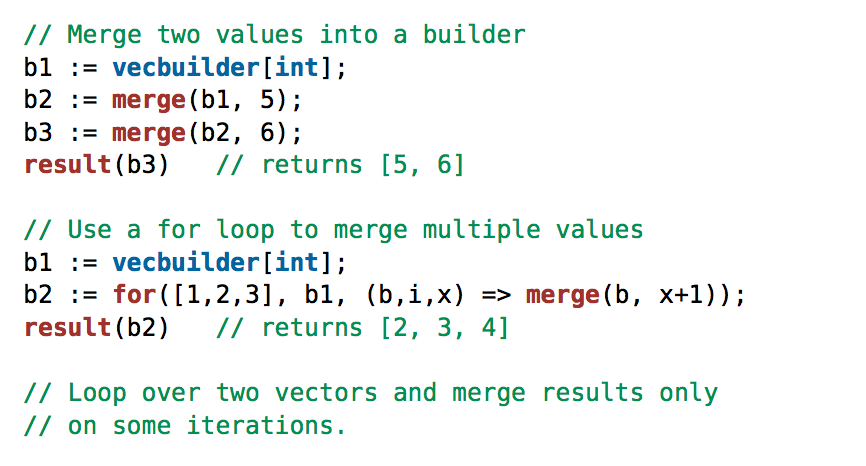 // Merge two values into a builder
b1 := vecbuilder[int];
b2 := merge(b1, 5);
b3 := merge(b2, 6);
result(b3)   // returns [5, 6]
// Use a for loop to merge multiple values
b1 := vecbuilder[int];
b2 := for([1,2,3], b1, (b,i,x) => merge(b, x+1));
result(b2)   // returns [2, 3, 4]
// Loop over two vectors and merge results only
// on some iterations.